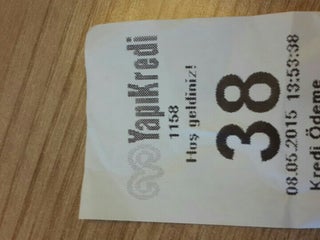 YapıKredi
1158
Hoş geldiniz!
38
08.05.2015 13:53:38
Kredi Ödeme